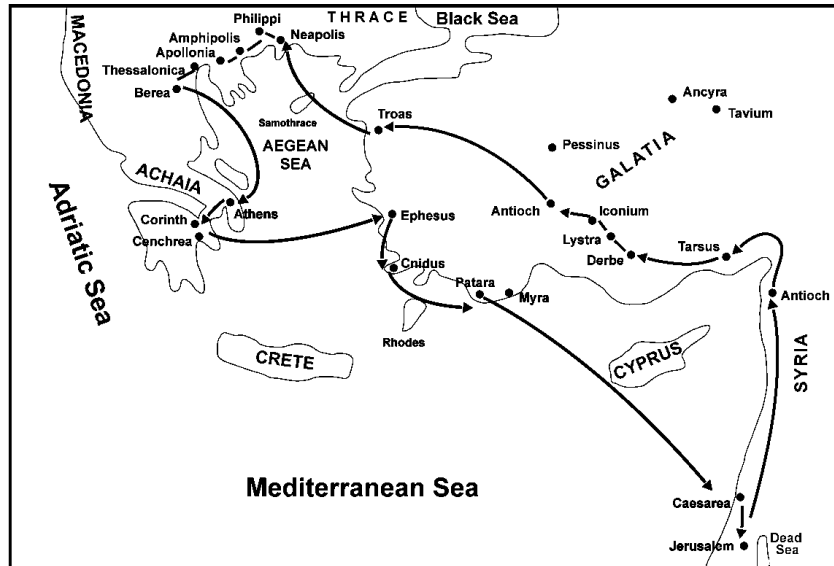 MACEDONIA
Philippi
THRACE
Black Sea
Amphipolis
Neapolis
Apollonia
Thessalonica
Berea
Samothrace
Troas
AEGEAN
SEA
Ancyra
Tavium
Pessinus
GALATIA
ACHAIA
Adriatic Sea
Athens
Corinth
Cenchrea
Ephesus
Antioch
Iconium
Lystra
Derbe
Tarsus
Cnidus
Patara
Myra
Antioch
Rhodes
CRETE
CYPRUS
SYRIA
Mediterranean Sea
Caesarea
Jerusalem
Dead
Sea